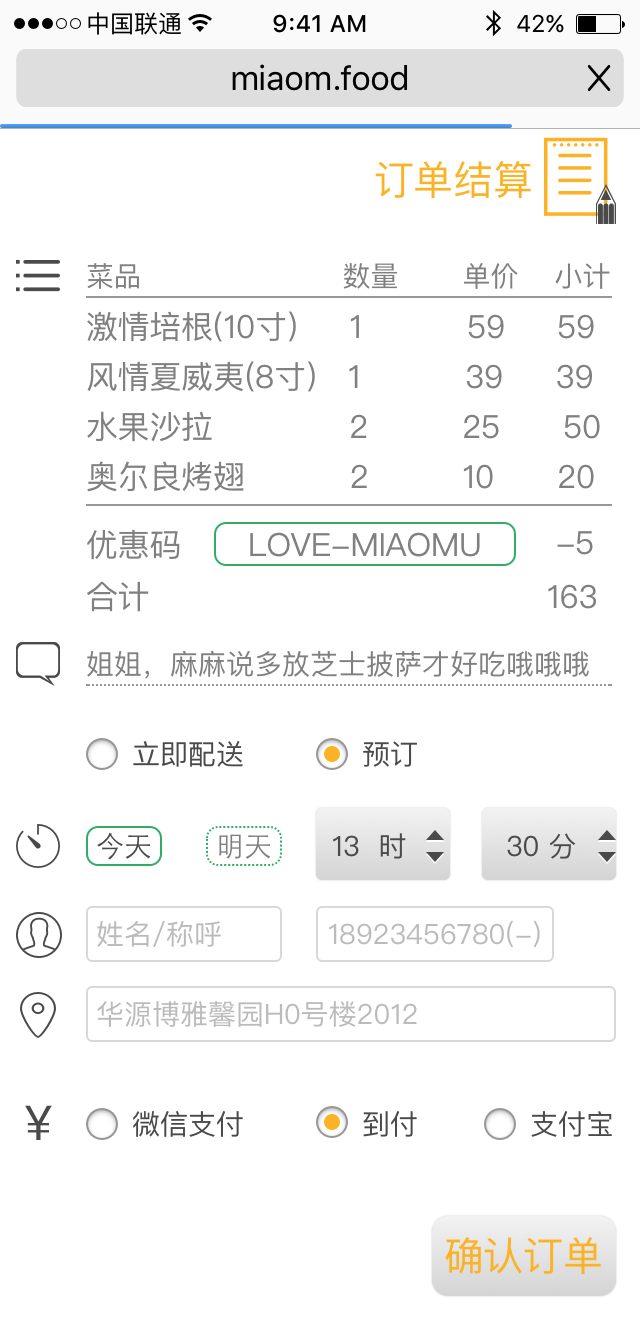 中国联通 9:41 AM 42%
miaom.food
订单结算
菜品 数量 单价 小计
激情培根(10寸) 1 59 59
风情夏威夷(8寸) 1 39 39
水果沙拉 2 25 50
奥尔良烤翅 2 10 20
优惠码 LOVE-MIAOMU -5
合计 163
姐姐，麻麻说多放芝士披萨才好吃哦哦哦
立即配送 预订
今天 明天 13 时 30 分
姓名/称呼 18923456780(-)
华源博雅馨园H0号楼2012
¥ 微信支付 到付 支付宝
确认订单